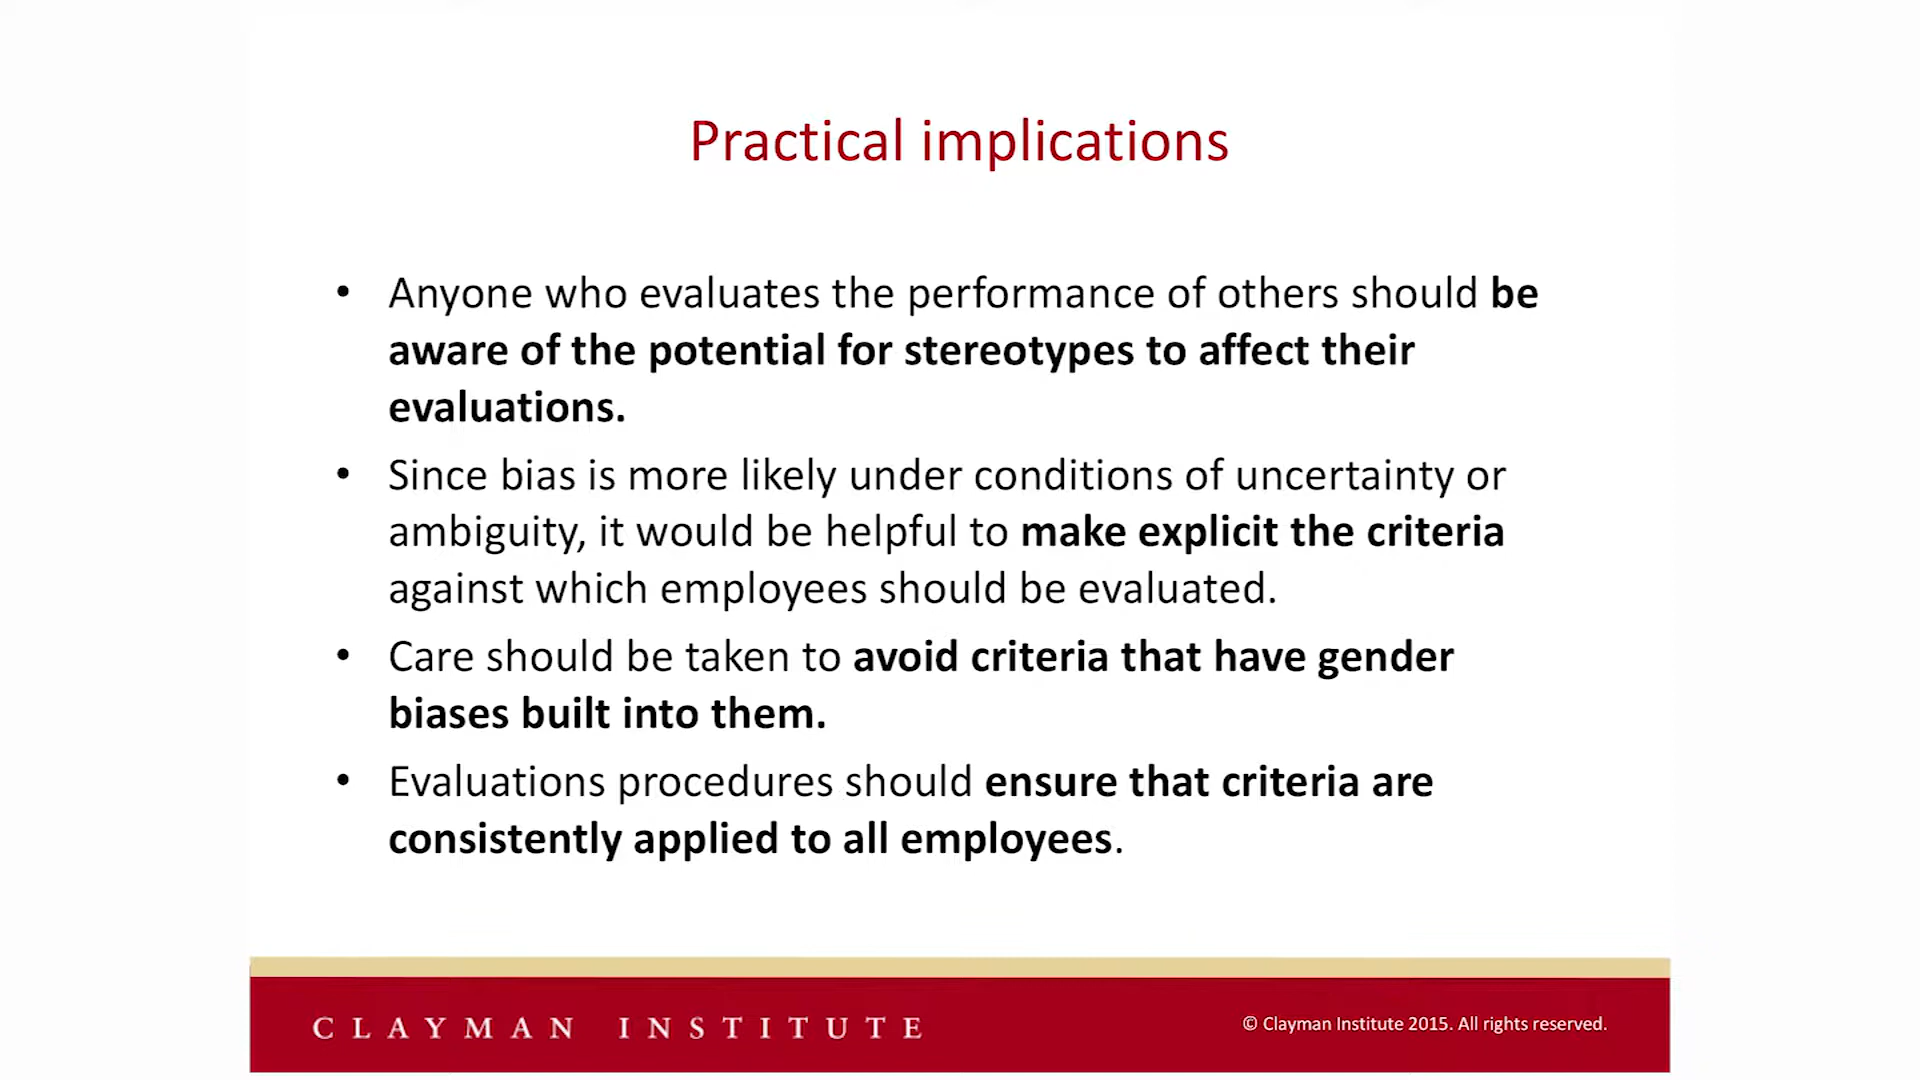 Practical implications
• Anyone who evaluates the performance of others should be
aware of the potential for stereotypes to affect their
evaluations.
• Since bias is more likely under conditions of uncertainty or
ambiguity, it would be helpful to make explicit the criteria
against which employees should be evaluated.
• Care should be taken to avoid criteria that have gender
biases built into them.
• Evaluations procedures should ensure that criteria are
consistently applied to all employees.
CLAYMAN INSTITUTE
© Clayman Institute 2015. All rights reserved.